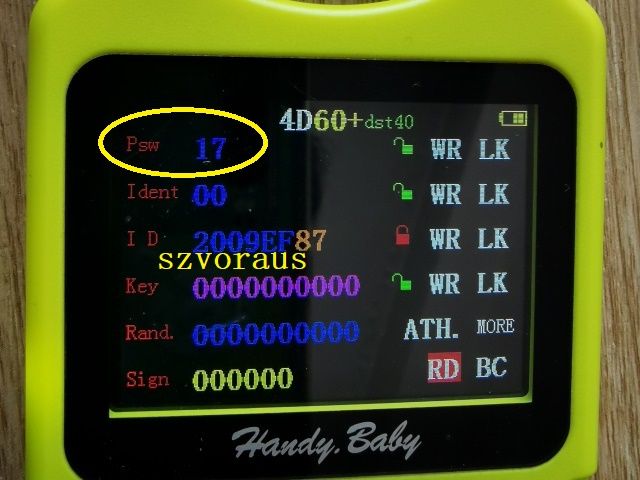 4D60+dst40
Psw 17 WR LK
Ident 00 WR LK
ID 2009EF87 WR LK
szvoraus
Key 0000000000 WR LK
Rand. 0000000000 ATH. MORE
Sign 000000 RD BC
Handy.Baby